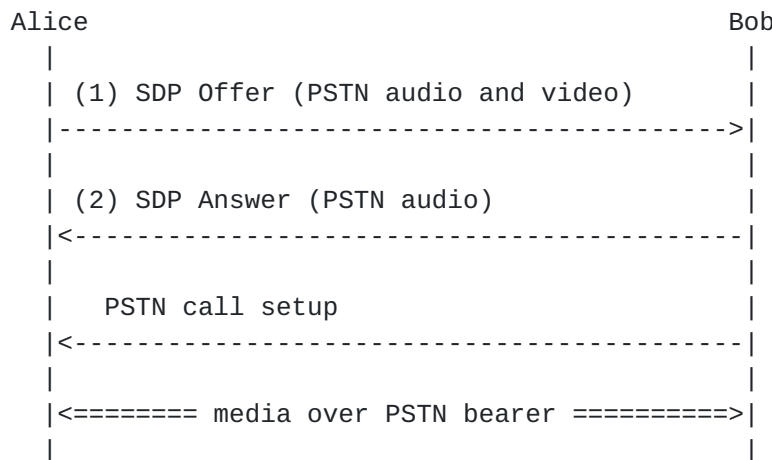 Alice                                         Bob
  |                                            |
  | (1) SDP Offer (PSTN audio and video)       |
  |------------------------------------------->|
  |                                            |
  | (2) SDP Answer (PSTN audio)                |
  |<-------------------------------------------|
  |                                            |
  |   PSTN call setup                          |
  |<-------------------------------------------|
  |                                            |
  |<======== media over PSTN bearer ==========>|
  |                                            |